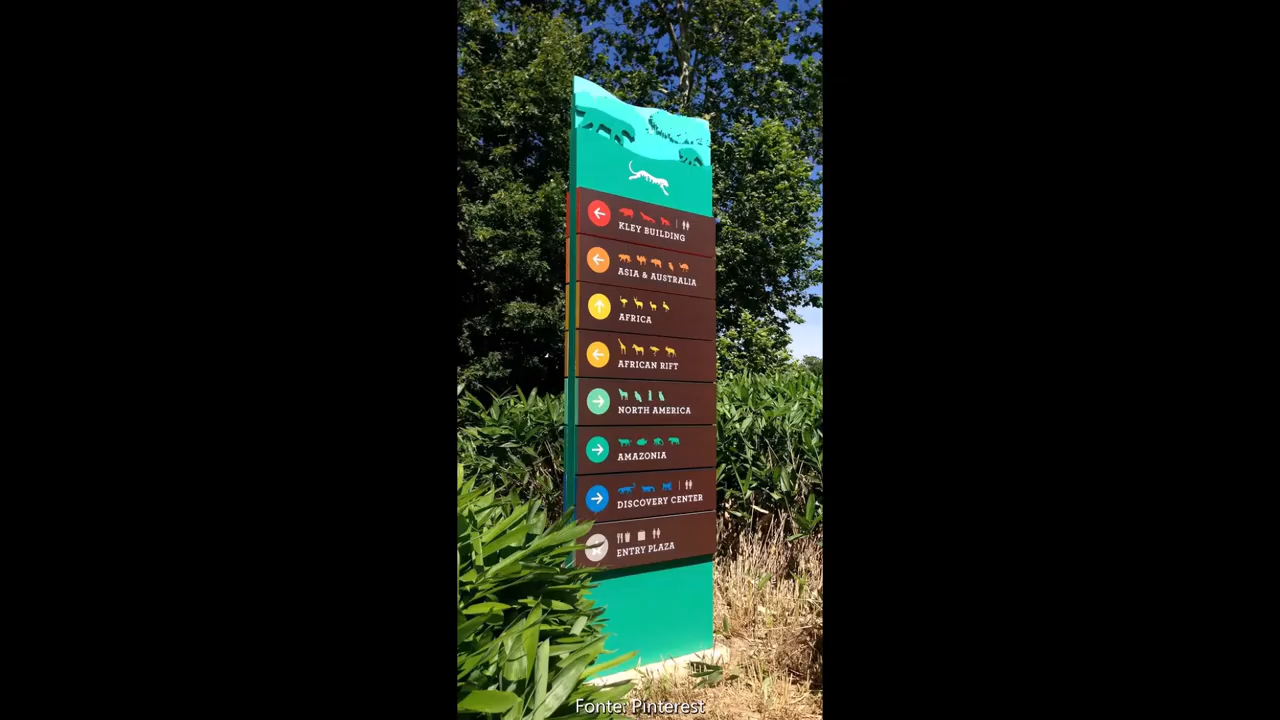 KLEY BUILDING
ASIA & AUSTRALIA
AFRICA
AFRICAN RIFT
NORTH AMERICA
AMAZONIA
DISCOVERY CENTER
ENTRY PLAZA
Fonte: Pinterest